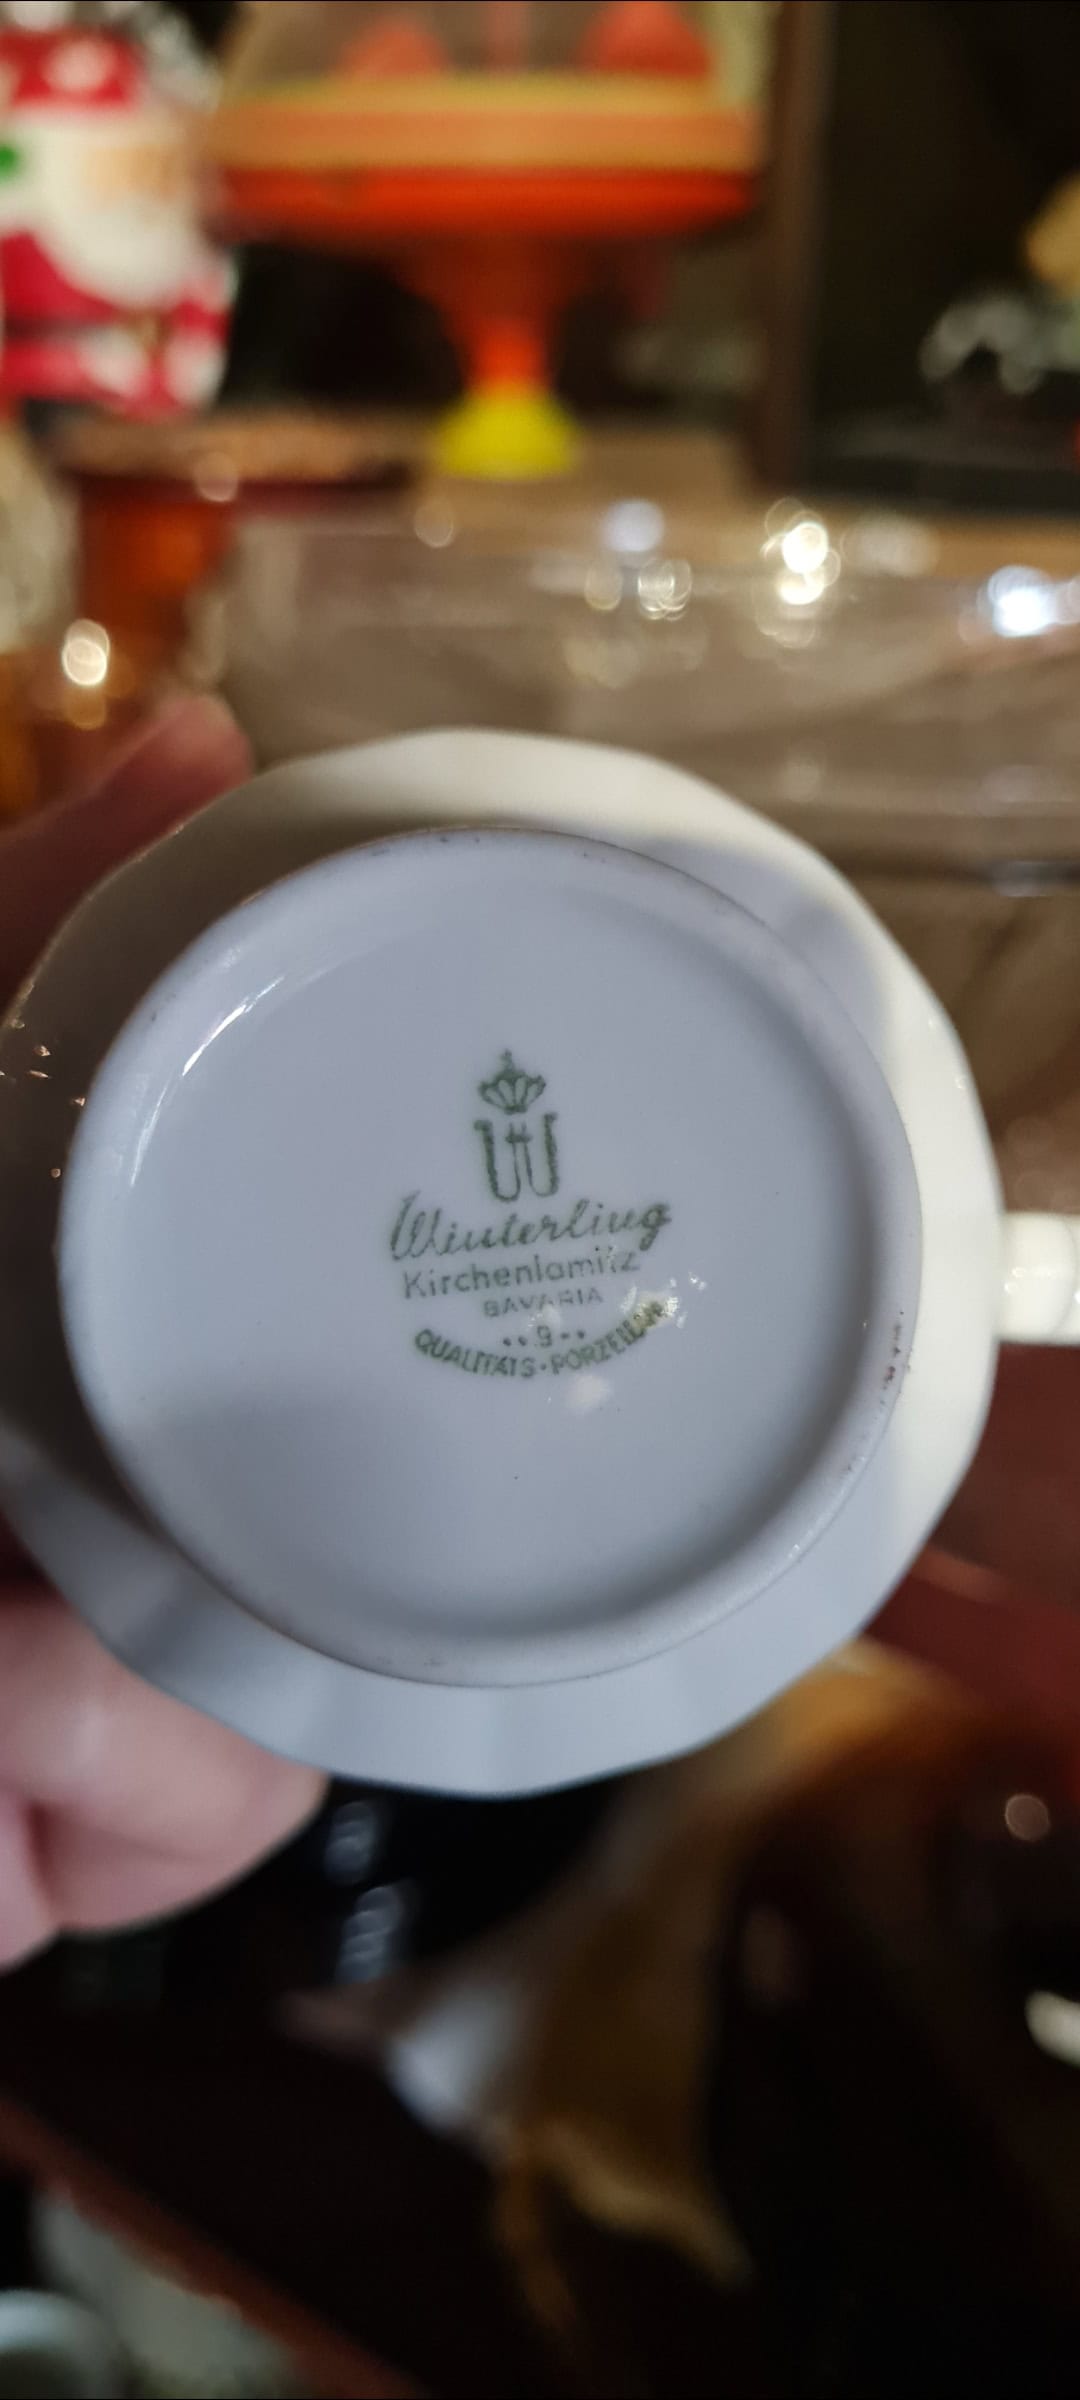 W
Winterling
Kirchenlamitz
BAVARIA
··9··
QUALITÄTS-PORZELLAN